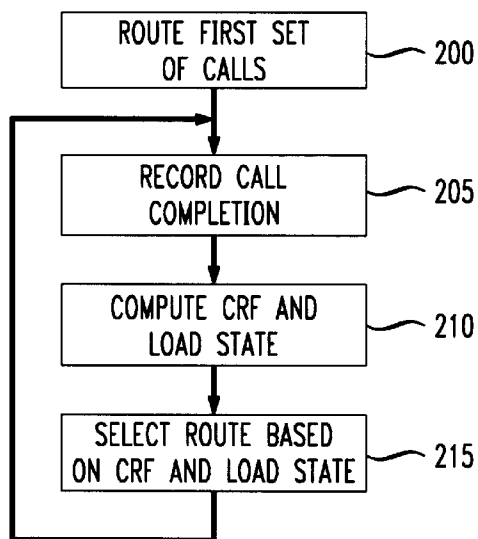 ROUTE FIRST SET
OF CALLS
200
RECORD CALL
COMPLETION
205
COMPUTE CRF AND
LOAD STATE
210
SELECT ROUTE BASED
ON CRF AND LOAD STATE
215